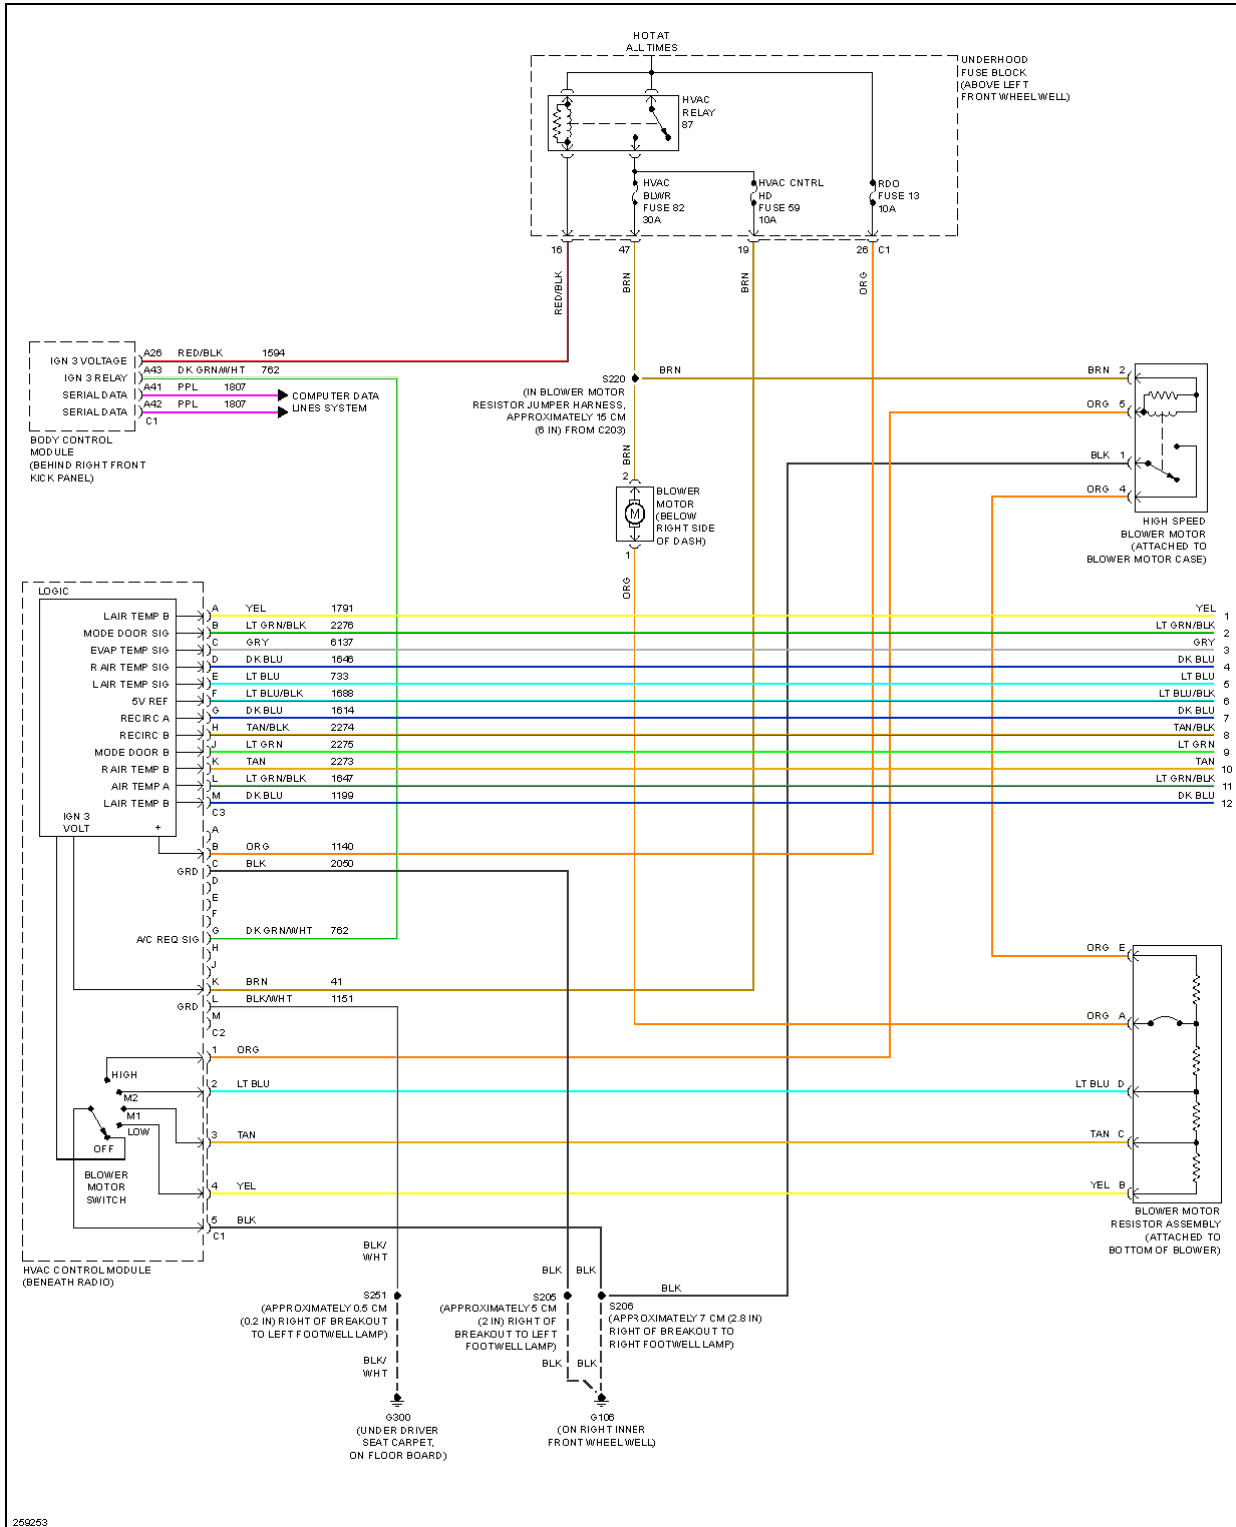 HOT AT
ALL TIMES
UNDERHOOD
FUSE BLOCK
(ABOVE LEFT
FRONT WHEEL WELL)
HVAC
RELAY
87
HVAC
BLWR
FUSE 82
30A
HVAC CNTRL
HD
FUSE 59
10A
RDO
FUSE 13
10A
16
47
19
26
C1
RED/BLK
BRN
BRN
ORG
IGN 3 VOLTAGE
A26 RED/BLK 1594
IGN 3 RELAY
A43 DK GRN/WHT 762
SERIAL DATA
A41 PPL 1807
SERIAL DATA
A42 PPL 1807
C1
COMPUTER DATA
LINES SYSTEM
BODY CONTROL
MODULE
(BEHIND RIGHT FRONT
KICK PANEL)
S220
(IN BLOWER MOTOR
RESISTOR JUMPER HARNESS,
APPROXIMATELY 15 CM
(6 IN) FROM C203)
BRN
BRN 2
ORG 5
BLK 1
ORG 4
HIGH SPEED
BLOWER MOTOR
(ATTACHED TO
BLOWER MOTOR CASE)
BRN
2
M
BLOWER
MOTOR
(BELOW
RIGHT SIDE
OF DASH)
1
ORG
LOGIC
LAIR TEMP B A YEL 1791 YEL 1
MODE DOOR SIG B LT GRN/BLK 2276 LT GRN/BLK 2
EVAP TEMP SIG C GRY 6137 GRY 3
R AIR TEMP SIG D DK BLU 1646 DK BLU 4
LAIR TEMP SIG E LT BLU 733 LT BLU 5
5V REF F LT BLU/BLK 1688 LT BLU/BLK 6
RECIRC A G DK BLU 1614 DK BLU 7
RECIRC B H TAN/BLK 2274 TAN/BLK 8
MODE DOOR B J LT GRN 2275 LT GRN 9
R AIR TEMP B K TAN 2273 TAN 10
AIR TEMP A L LT GRN/BLK 1647 LT GRN/BLK 11
LAIR TEMP B M DK BLU 1199 DK BLU 12
C3
IGN 3
VOLT
+
A
B ORG 1140
GRD C BLK 2050
D
E
F
A/C REQ SIG G DK GRN/WHT 762
H
J
K BRN 41
GRD L BLK/WHT 1151
M
C2
1 ORG
2 LT BLU
3 TAN
4 YEL
5 BLK
C1
HIGH
M2
M1
LOW
OFF
BLOWER
MOTOR
SWITCH
HVAC CONTROL MODULE
(BENEATH RADIO)
ORG E
ORG A
LT BLU D
TAN C
YEL B
BLOWER MOTOR
RESISTOR ASSEMBLY
(ATTACHED TO
BOTTOM OF BLOWER)
BLK/
WHT
S251
(APPROXIMATELY 0.5 CM
(0.2 IN) RIGHT OF BREAKOUT
TO LEFT FOOTWELL LAMP)
BLK/
WHT
G300
(UNDER DRIVER
SEAT CARPET,
ON FLOOR BOARD)
BLK
BLK
BLK
S205
(APPROXIMATELY 5 CM
(2 IN) RIGHT OF
BREAKOUT TO LEFT
FOOTWELL LAMP)
S206
(APPROXIMATELY 7 CM (2.8 IN)
RIGHT OF BREAKOUT TO
RIGHT FOOTWELL LAMP)
BLK
BLK
G106
(ON RIGHT INNER
FRONT WHEEL WELL)
259253